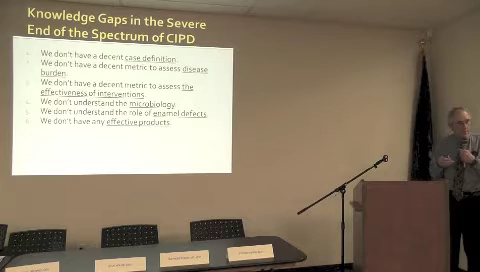 Knowledge Gaps in the Severe
End of the Spectrum of CIPD
We don't have a decent case definition.
We don't have a decent metric to assess disease
burden.
We don't have a decent metric to assess the
effectiveness of interventions.
We don't understand the microbiology.
We don't understand the role of enamel defects
We don't have any effective products